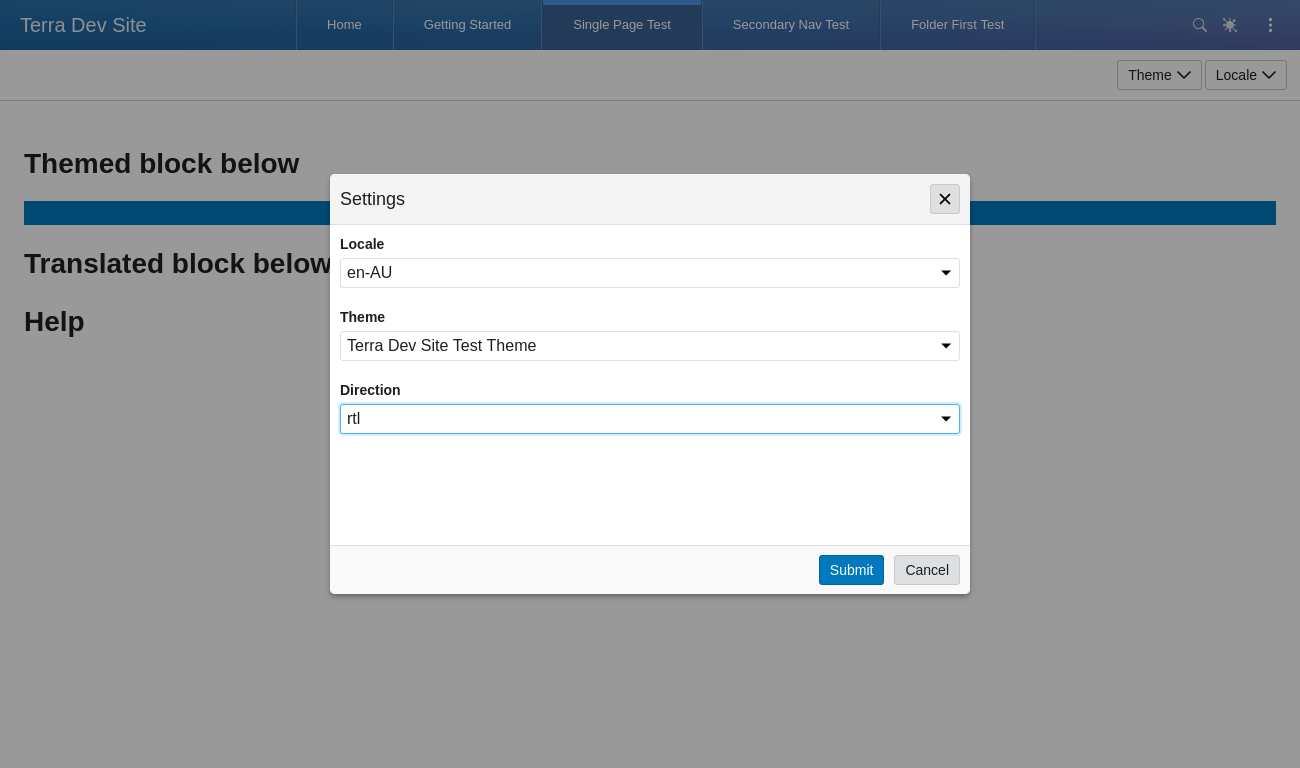 Terra Dev Site
Home
Getting Started
Single Page Test
Secondary Nav Test
Folder First Test
Theme
Locale
Themed block below
Translated block below
Help
Settings
Locale
en-AU
Theme
Terra Dev Site Test Theme
Direction
rtl
Submit
Cancel